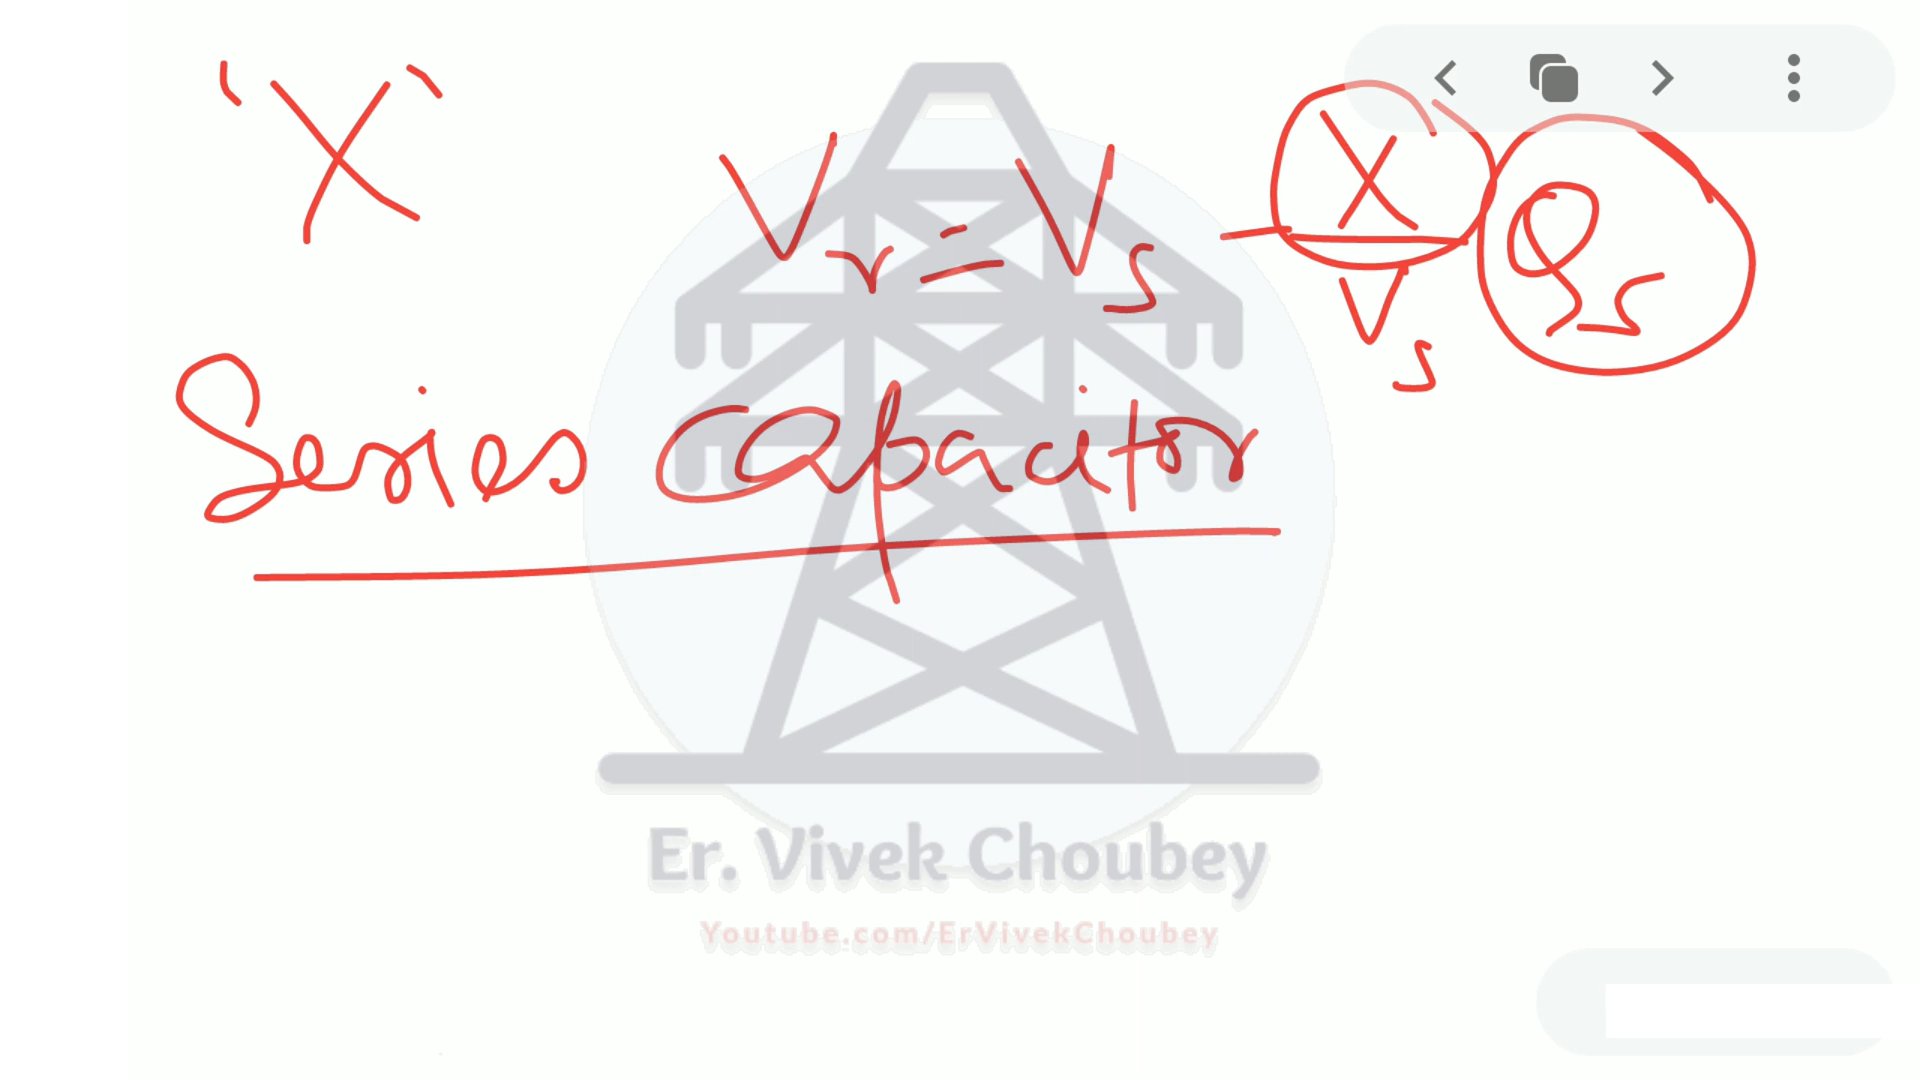 "X"
Vr = Vs - X/Vs Qs
Series Capacitor
Er. Vivek Choubey
Youtube.com/ErVivekChoubey